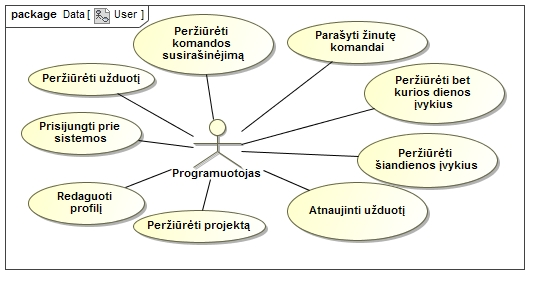 package Data [ User ]
Peržiūrėti
komandos
susirašinėjimą
Parašyti žinutę
komandai
Peržiūrėti užduotį
Peržiūrėti bet
kurios dienos
įvykius
Prisijungti prie
sistemos
Peržiūrėti
šiandienos įvykius
Programuotojas
Redaguoti
profilį
Peržiūrėti projektą
Atnaujinti užduotį